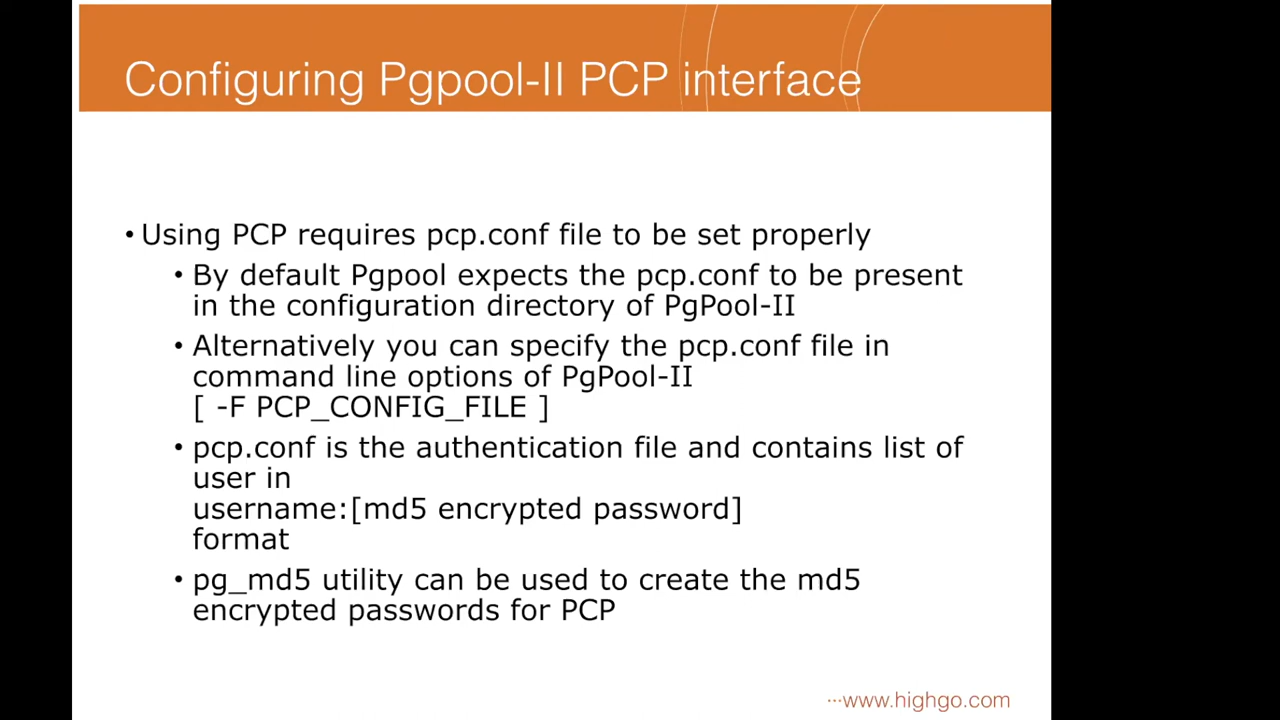 Configuring Pgpool-II PCP interface
• Using PCP requires pcp.conf file to be set properly
• By default Pgpool expects the pcp.conf to be present
in the configuration directory of PgPool-II
• Alternatively you can specify the pcp.conf file in
command line options of PgPool-II
[ -F PCP_CONFIG_FILE ]
• pcp.conf is the authentication file and contains list of
user in
username:[md5 encrypted password]
format
• pg_md5 utility can be used to create the md5
encrypted passwords for PCP
···www.highgo.com